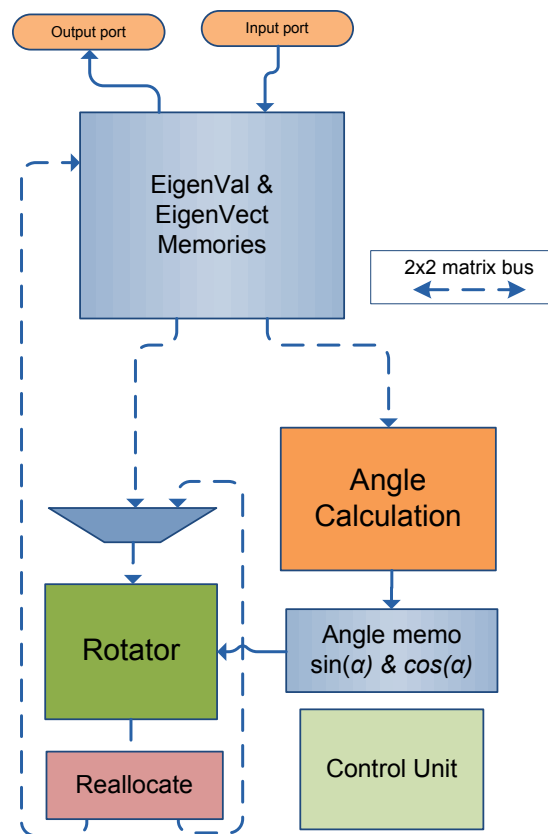 Output port
Input port
EigenVal &
EigenVect
Memories
2x2 matrix bus
Angle
Calculation
Rotator
Angle memo
sin(α) & cos(α)
Reallocate
Control Unit